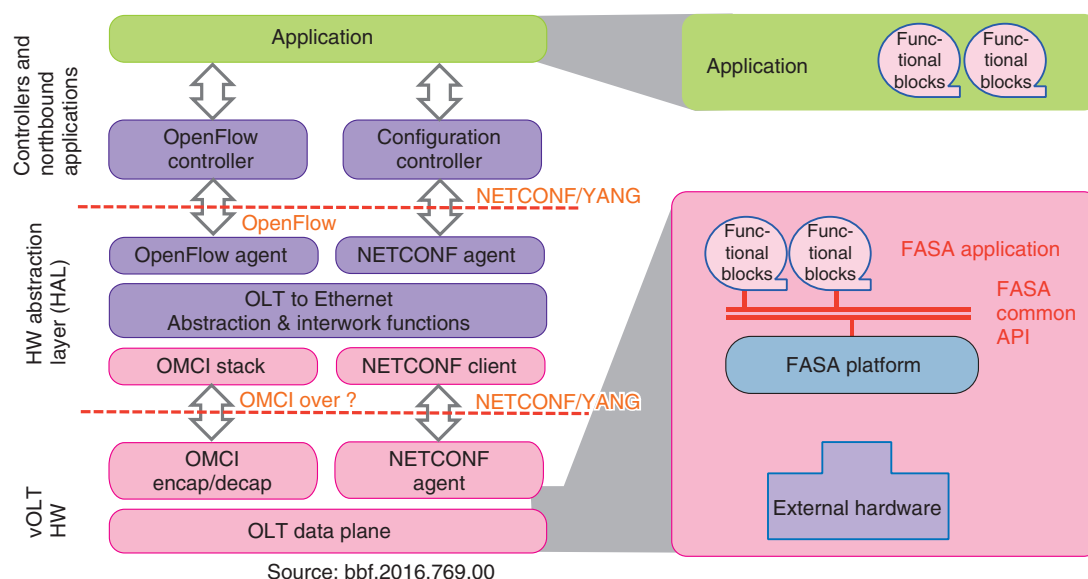 Controllers and
northbound
applications
Application
OpenFlow
controller
Configuration
controller
NETCONF/YANG
OpenFlow
HW abstraction
layer (HAL)
OpenFlow agent
NETCONF agent
OLT to Ethernet
Abstraction & interwork functions
OMCI stack
NETCONF client
OMCI over ?
NETCONF/YANG
vOLT
HW
OMCI
encap/decap
NETCONF
agent
OLT data plane
Source: bbf.2016.769.00
Application
Func-
tional
blocks
Func-
tional
blocks
Func-
tional
blocks
Func-
tional
blocks
FASA application
FASA
common
API
FASA platform
External hardware